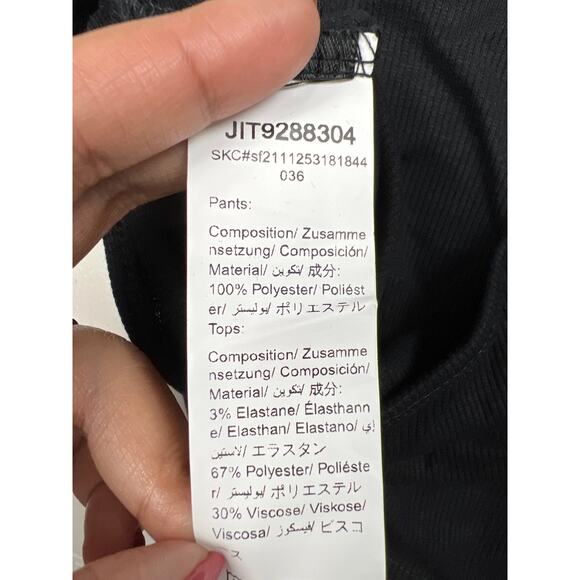 JIT9288304
SKC#sf2111253181844
036
Pants:
Composition/ Zusamme
nsetzung/ Composición/
Material/ تكوين/ 成分:
100% Polyester/ Poliést
er/ بوليستر/ ポリエステル
Tops:
Composition/ Zusamme
nsetzung/ Composición/
Material/ تكوين/ 成分:
3% Elastane/ Élasthann
e/ Elasthan/ Elastano/ إي
لاستين/ エラスタン
67% Polyester/ Poliéste
r/ بوليستر/ ポリエステル
30% Viscose/ Viskose/
Viscosa/ فيسكوز/ ビスコ
ース